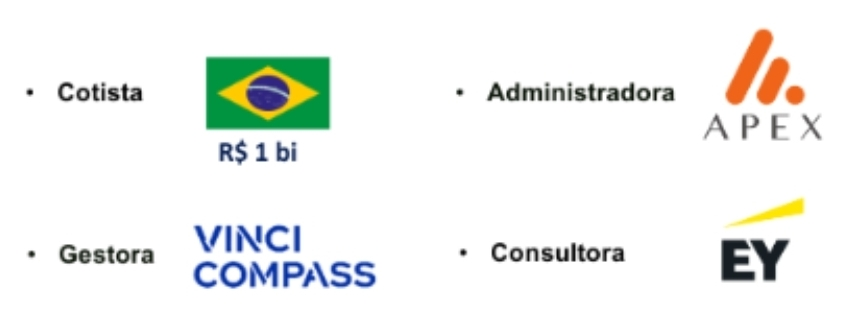 • Cotista
R$ 1 bi
• Administradora
APEX
• Gestora
VINCI
COMPASS
• Consultora
EY